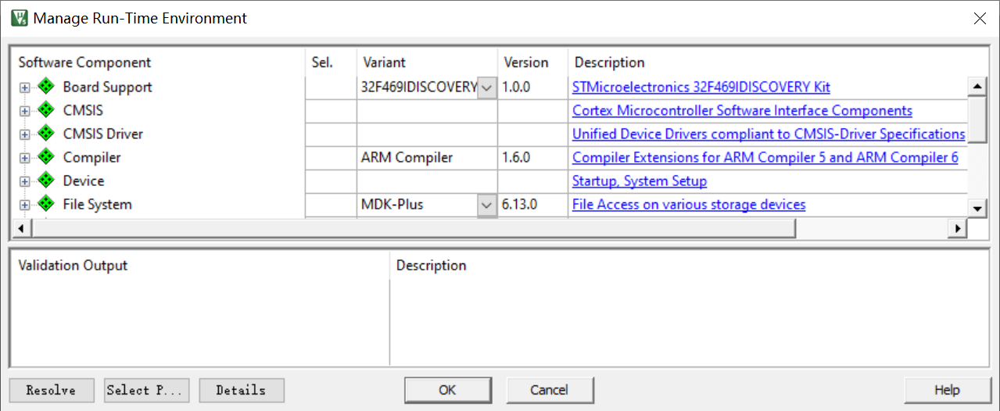 Manage Run-Time Environment
Software Component Sel. Variant Version Description
Board Support 32F469IDISCOVERY 1.0.0 STMicroelectronics 32F469IDISCOVERY Kit
CMSIS Cortex Microcontroller Software Interface Components
CMSIS Driver Unified Device Drivers compliant to CMSIS-Driver Specifications
Compiler ARM Compiler 1.6.0 Compiler Extensions for ARM Compiler 5 and ARM Compiler 6
Device Startup, System Setup
File System MDK-Plus 6.13.0 File Access on various storage devices
Validation Output Description
Resolve Select P... Details OK Cancel Help